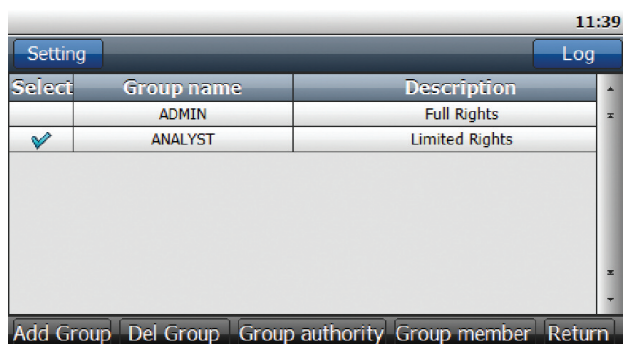 11:39
Setting Log
Select Group name Description
ADMIN Full Rights
ANALYST Limited Rights
Add Group Del Group Group authority Group member Return